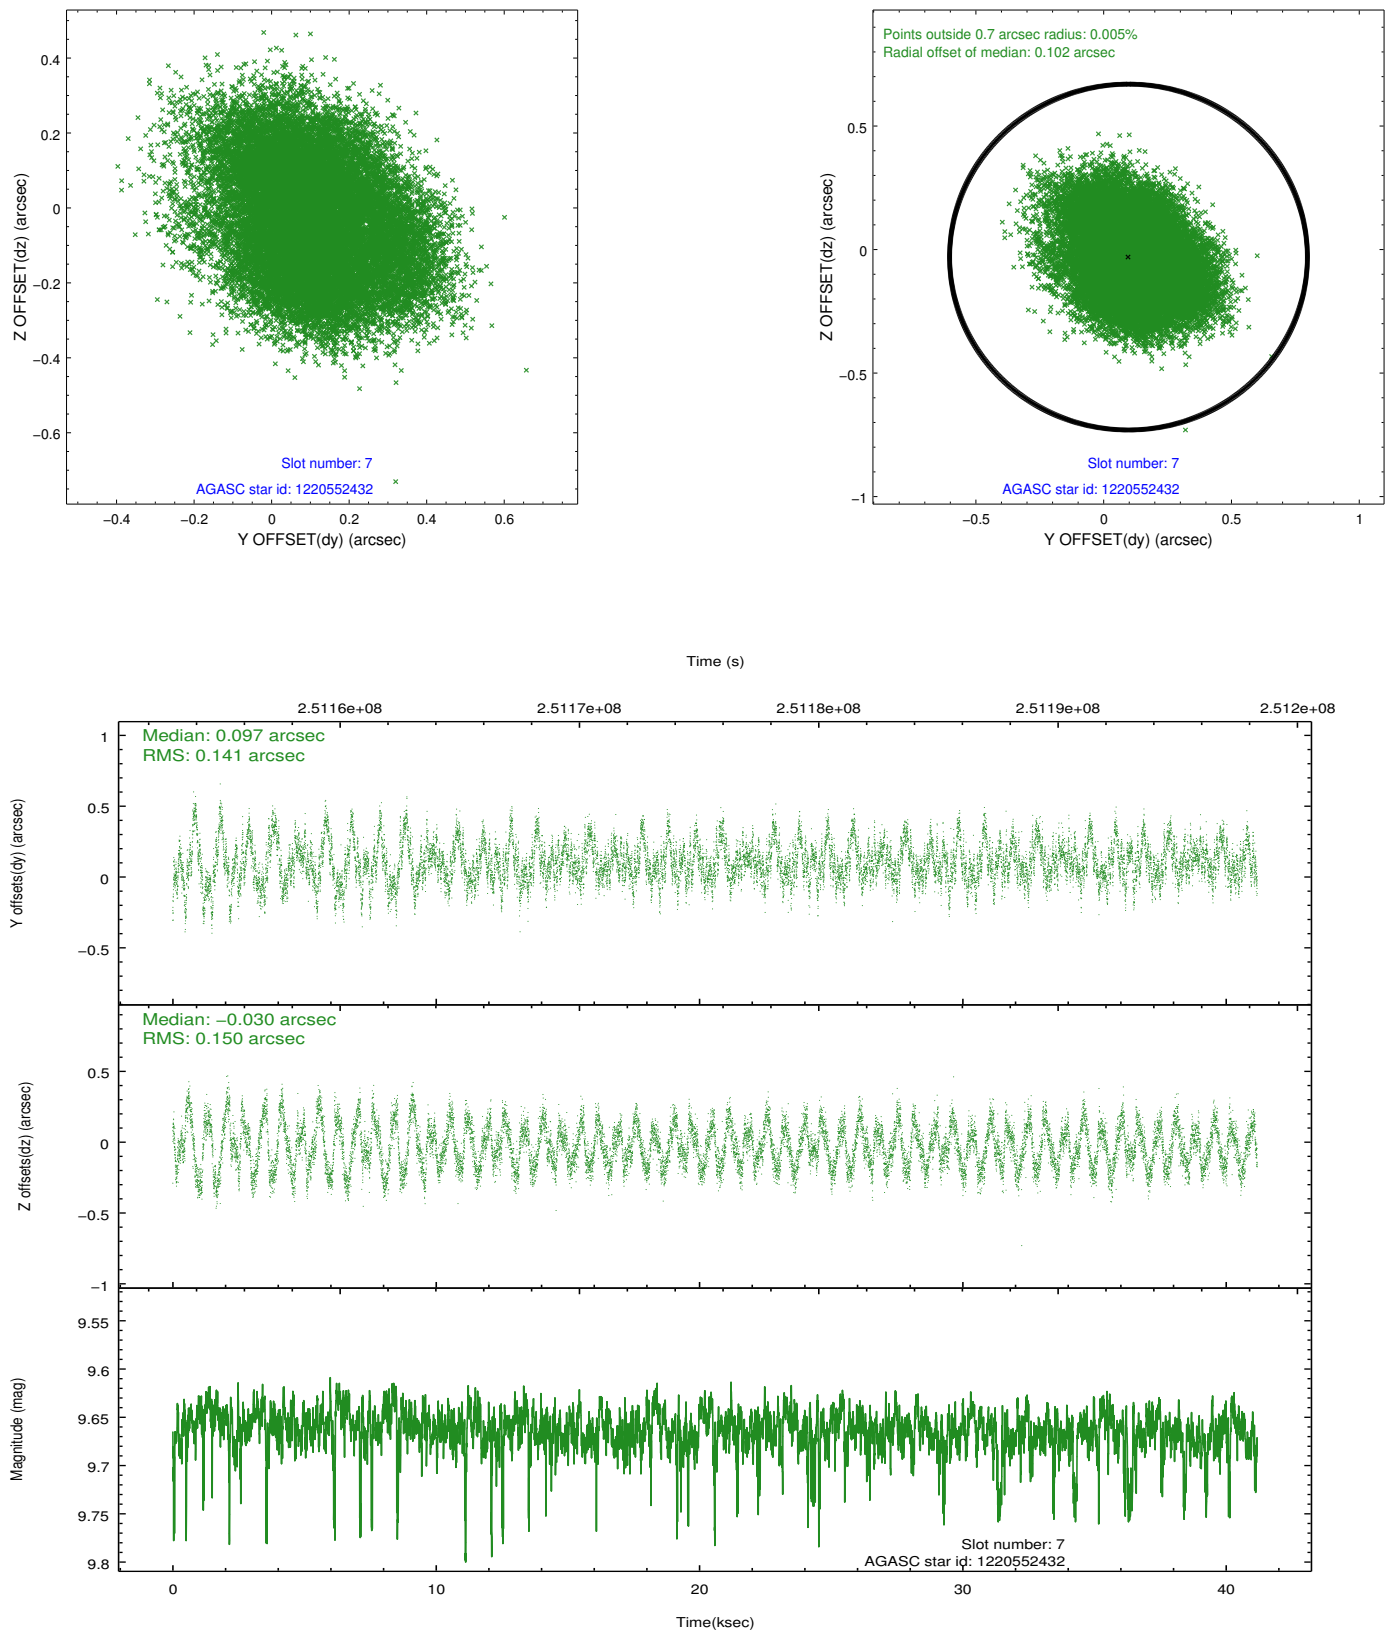 Points outside 0.7 arcsec radius: 0.005%
Radial offset of median: 0.102 arcsec
0.4
0.2
0
−0.2
−0.4
−0.6
Z OFFSET(dz) (arcsec)
Slot number: 7
AGASC star id: 1220552432
−0.4 −0.2 0 0.2 0.4 0.6
Y OFFSET(dy) (arcsec)
0.5
0
−0.5
−1
Z OFFSET(dz) (arcsec)
Slot number: 7
AGASC star id: 1220552432
−0.5 0 0.5 1
Y OFFSET(dy) (arcsec)
Time (s)
2.5116e+08 2.5117e+08 2.5118e+08 2.5119e+08 2.512e+08
Median: 0.097 arcsec
RMS: 0.141 arcsec
1
0.5
0
−0.5
Y offsets(dy) (arcsec)
Median: −0.030 arcsec
RMS: 0.150 arcsec
0.5
0
−0.5
−1
Z offsets(dz) (arcsec)
9.55
9.6
9.65
9.7
9.75
9.8
Magnitude (mag)
Slot number: 7
AGASC star id: 1220552432
0 10 20 30 40
Time(ksec)